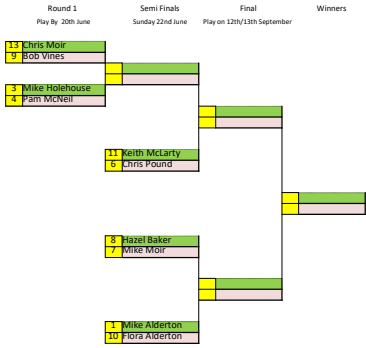 Round 1 Semi Finals Final Winners
Play By 20th June Sunday 22nd June Play on 12th/13th September
13 Chris Moir
9 Bob Vines
3 Mike Holehouse
4 Pam McNeil
11 Keith McLarty
6 Chris Pound
8 Hazel Baker
7 Mike Moir
1 Mike Alderton
10 Flora Alderton